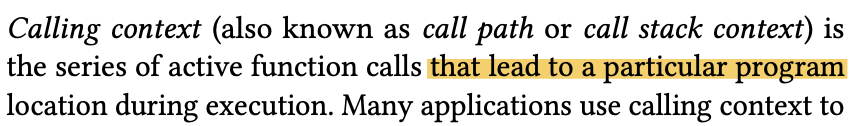 Calling context (also known as call path or call stack context) is
the series of active function calls that lead to a particular program
location during execution. Many applications use calling context to